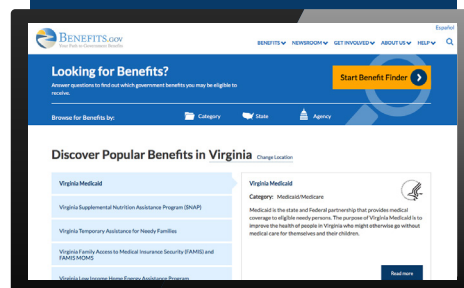 Español
BENEFITS.GOV
Your Path to Government Benefits
BENEFITS NEWSROOM GET INVOLVED ABOUT US HELP
Looking for Benefits?
Answer questions to find out which government benefits you may be eligible to
receive.
Start Benefit Finder
Browse for Benefits by:
Category
State
Agency
Discover Popular Benefits in Virginia Change Location
Virginia Medicaid
Virginia Supplemental Nutrition Assistance Program (SNAP)
Virginia Temporary Assistance for Needy Families
Virginia Family Access to Medical Insurance Security (FAMIS) and
FAMIS MOMS
Virginia Low Income Home Energy Assistance Program
Virginia Medicaid
Category: Medicaid/Medicare
Medicaid is the state and Federal partnership that provides medical
coverage to eligible needy persons. The purpose of Virginia Medicaid is to
improve the health of people in Virginia who might otherwise go without
medical care for themselves and their children.
Read more